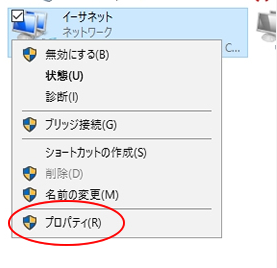 イーサネット
ネットワーク
C...
無効にする(B)
状態(U)
診断(I)
ブリッジ接続(G)
ショートカットの作成(S)
削除(D)
名前の変更(M)
プロパティ(R)